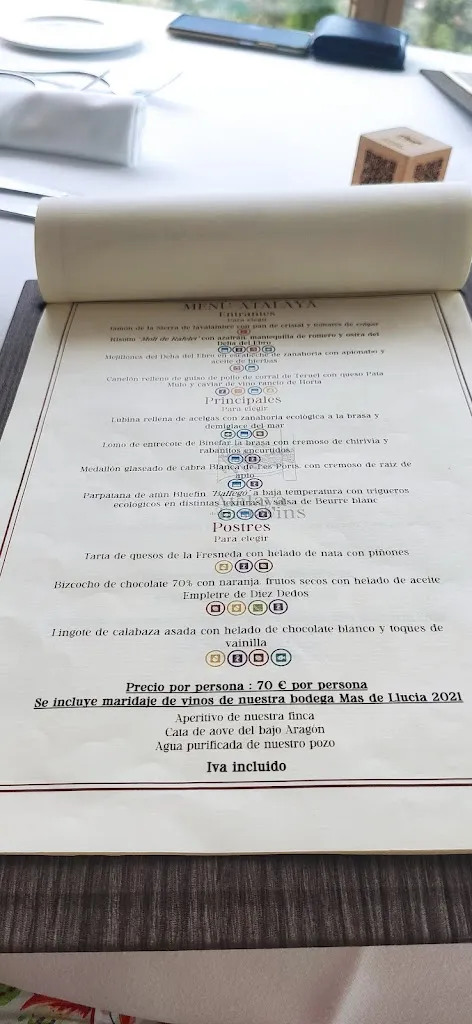 MENÚ ATALAYA
Entrantes
Para elegir
Jamón de la Sierra de Javalambre con pan de cristal y tomates de colgar
Risotto "Molí de Rafelet" con azafrán, mantequilla de romero y ostra del
Delta del Ebro
Mejillones del Delta del Ebro en escabeche de zanahoria con apionabo y
aceite de hierbas
Canelón relleno de guiso de pollo de corral de Teruel con queso Pata
Mulo y caviar de vino rancio de Horta
Principales
Para elegir
Lubina rellena de acelgas con zanahoria ecológica a la brasa y
demiglace del mar
Lomo de entrecote de Binefar la brasa con cremoso de chirivia y
rabanitos encurtidos
Medallón glaseado de cabra Blanca de Els Ports, con cremoso de raiz de
apio
Parpatana de atún Bluefin "Balfegó" a baja temperatura con trigueros
ecologicos en distintas texturas y salsa de Beurre blanc
Postres
Para elegir
Tarta de quesos de la Fresneda con helado de nata con piñones
Bizcocho de chocolate 70% con naranja, frutos secos con helado de aceite
Empletre de Diez Dedos
Lingote de calabaza asada con helado de chocolate blanco y toques de
vainilla
Precio por persona : 70 € por persona
Se incluye maridaje de vinos de nuestra bodega Mas de Llucia 2021
Aperitivo de nuestra finca
Cata de aove del bajo Aragón
Agua purificada de nuestro pozo
Iva incluido